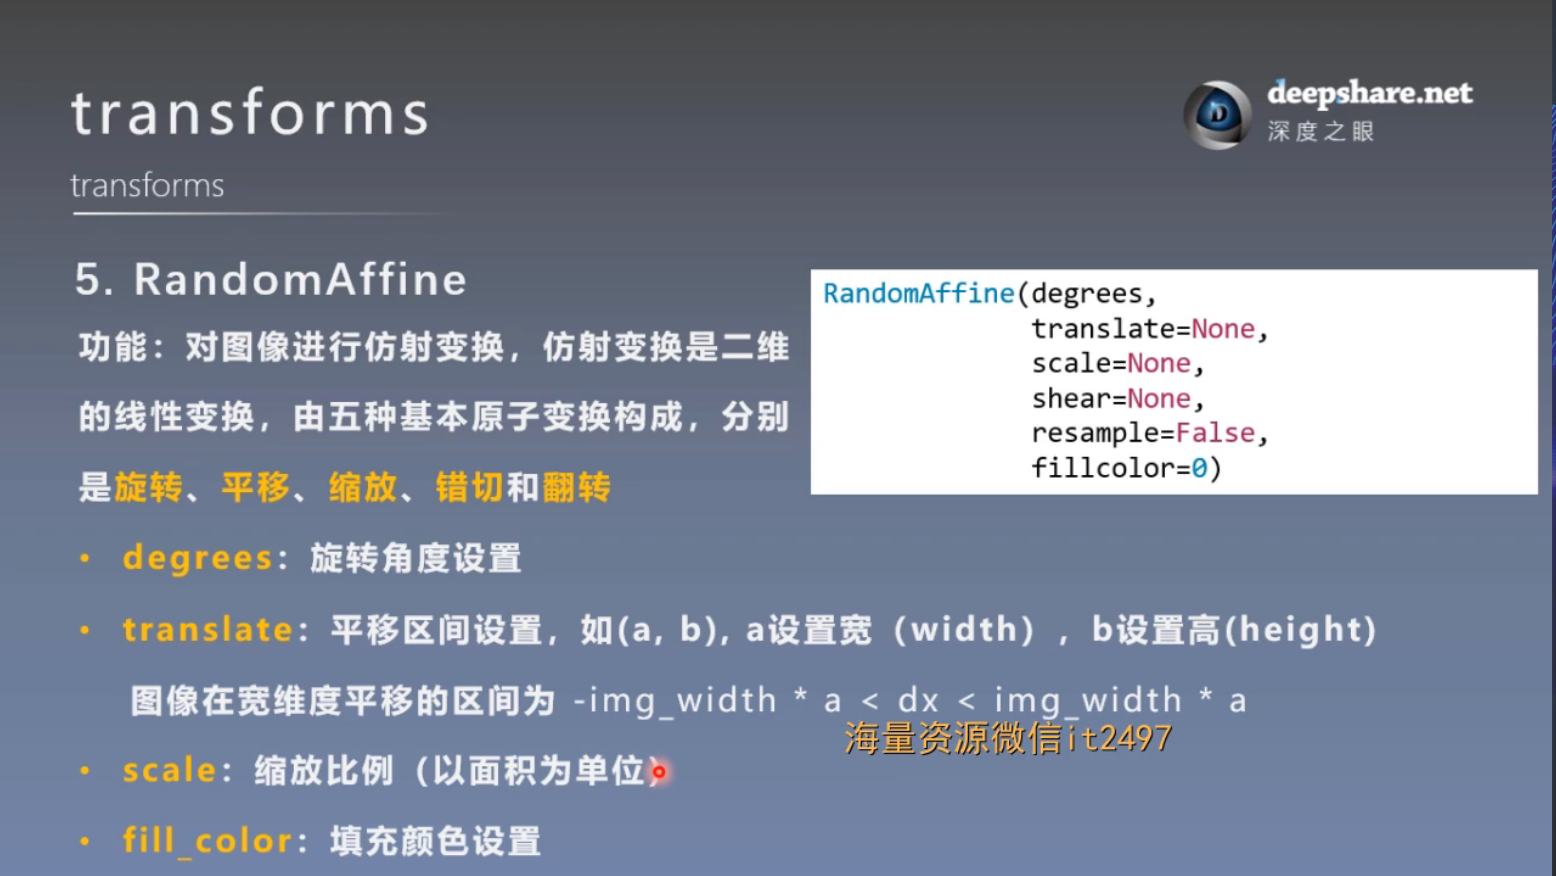 transforms
deepshare.net
深度之眼
transforms
5. RandomAffine
功能：对图像进行仿射变换，仿射变换是二维
的线性变换，由五种基本原子变换构成，分别
是旋转、平移、缩放、错切和翻转
RandomAffine(degrees,
translate=None,
scale=None,
shear=None,
resample=False,
fillcolor=0)
• degrees：旋转角度设置
• translate：平移区间设置，如(a, b), a设置宽（width），b设置高(height)
图像在宽维度平移的区间为 -img_width * a < dx < img_width * a
海量资源微信it2497
• scale：缩放比例（以面积为单位）
• fill_color：填充颜色设置